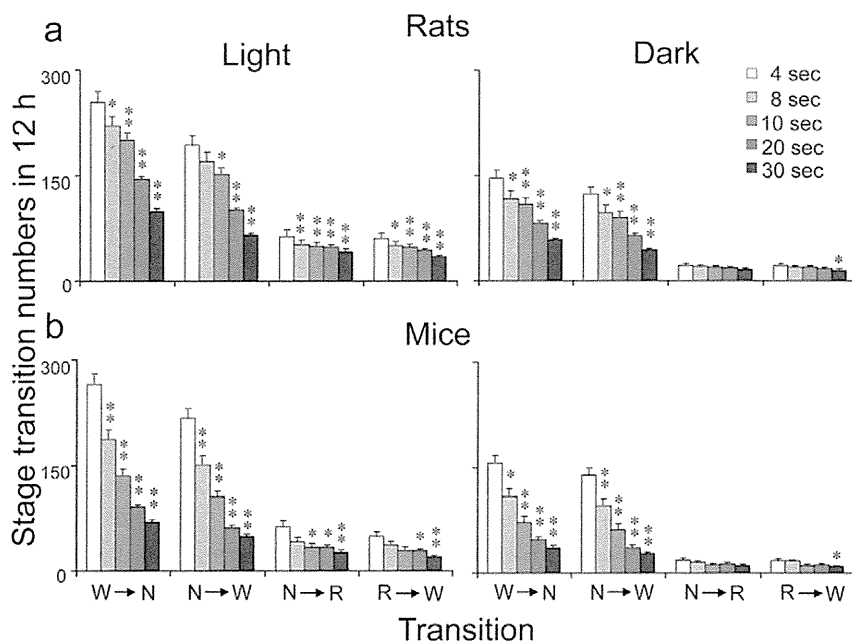 a
Rats
Light
Dark
300
150
0
4 sec
8 sec
10 sec
20 sec
30 sec
* ** ** **
* ** **
** ** ** **
* ** ** **
* ** ** **
* ** ** **
*
Stage transition numbers in 12 h
b
Mice
300
150
0
** ** ** **
** ** ** **
* * **
* **
* ** ** **
** ** ** **
*
W → N
N → W
N → R
R → W
W → N
N → W
N → R
R → W
Transition